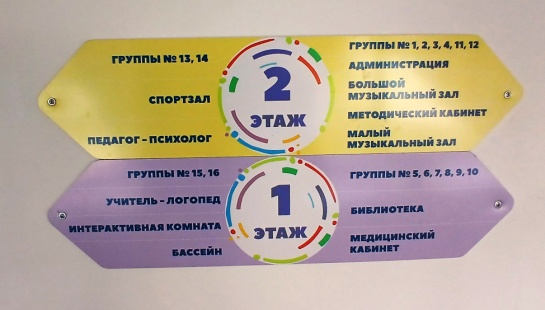 ГРУППЫ № 13, 14
СПОРТЗАЛ
ПЕДАГОГ – ПСИХОЛОГ
2
ЭТАЖ
ГРУППЫ № 1, 2, 3, 4, 11, 12
АДМИНИСТРАЦИЯ
БОЛЬШОЙ
МУЗЫКАЛЬНЫЙ ЗАЛ
МЕТОДИЧЕСКИЙ КАБИНЕТ
МАЛЫЙ
МУЗЫКАЛЬНЫЙ ЗАЛ
ГРУППЫ № 15, 16
УЧИТЕЛЬ – ЛОГОПЕД
ИНТЕРАКТИВНАЯ КОМНАТА
БАССЕЙН
1
ЭТАЖ
ГРУППЫ № 5, 6, 7, 8, 9, 10
БИБЛИОТЕКА
МЕДИЦИНСКИЙ
КАБИНЕТ